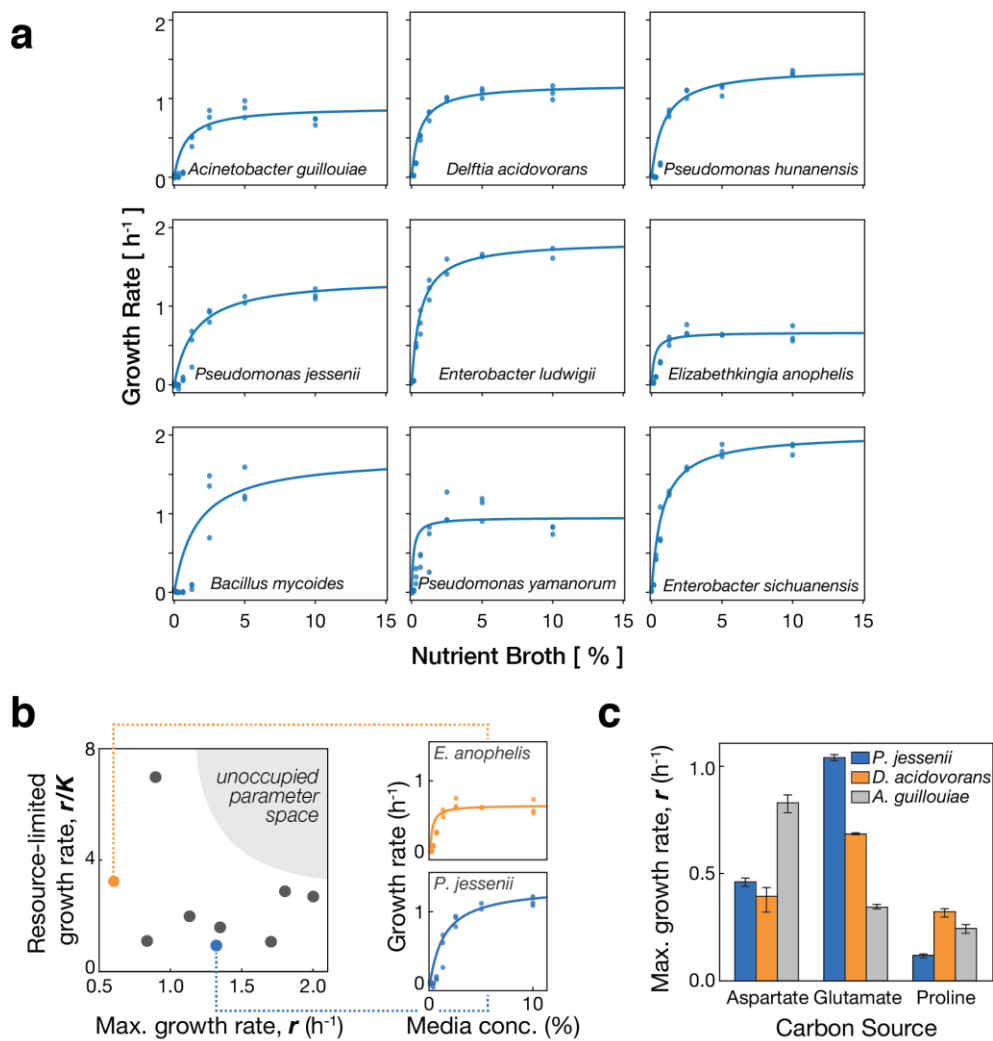 a
Growth Rate [ h⁻¹ ]
2
1
0
Acinetobacter guillouiae
Delftia acidovorans
Pseudomonas hunanensis
2
1
0
Pseudomonas jessenii
Enterobacter ludwigii
Elizabethkingia anophelis
2
1
0
Bacillus mycoides
Pseudomonas yamanorum
Enterobacter sichuanensis
0 5 10 15 0 5 10 15 0 5 10 15
Nutrient Broth [ % ]
b
Resource-limited
growth rate, r/K
8
4
0
unoccupied
parameter
space
0.5 1.0 1.5 2.0
Max. growth rate, r (h⁻¹)
Growth rate (h⁻¹)
E. anophelis
1
0
P. jessenii
1
0
0 5 10
Media conc. (%)
c
Max. growth rate, r (h⁻¹)
1.0
0.5
0.0
P. jessenii
D. acidovorans
A. guillouiae
Aspartate Glutamate Proline
Carbon Source